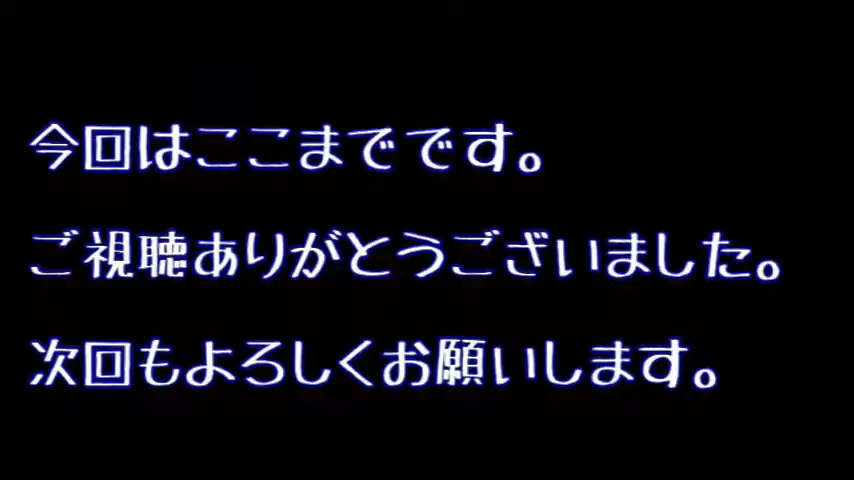 今回はここまでです。
ご視聴ありがとうございました。
次回もよろしくお願いします。